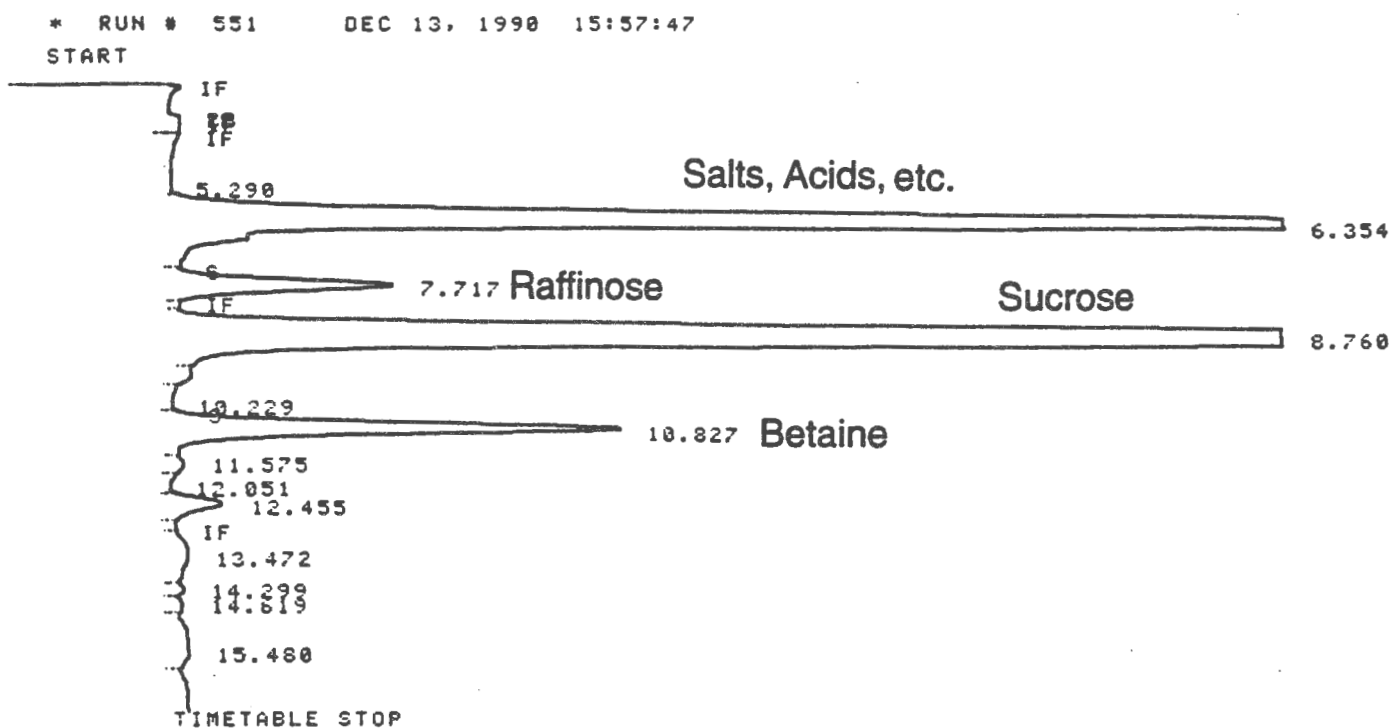 * RUN # 551 DEC 13, 1990 15:57:47
START
IF
IF
Salts, Acids, etc.
5.290
6.354
S
7.717 Raffinose
Sucrose
IF
8.760
10.229
10.827 Betaine
11.575
12.051
12.455
IF
13.472
14.299
14.619
15.480
TIMETABLE STOP